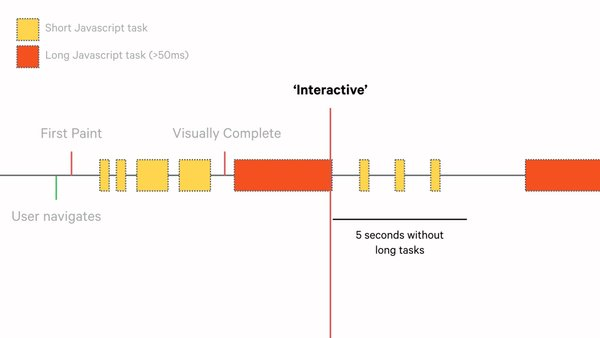 Short Javascript task
Long Javascript task (>50ms)
'Interactive'
First Paint
Visually Complete
User navigates
5 seconds without
long tasks